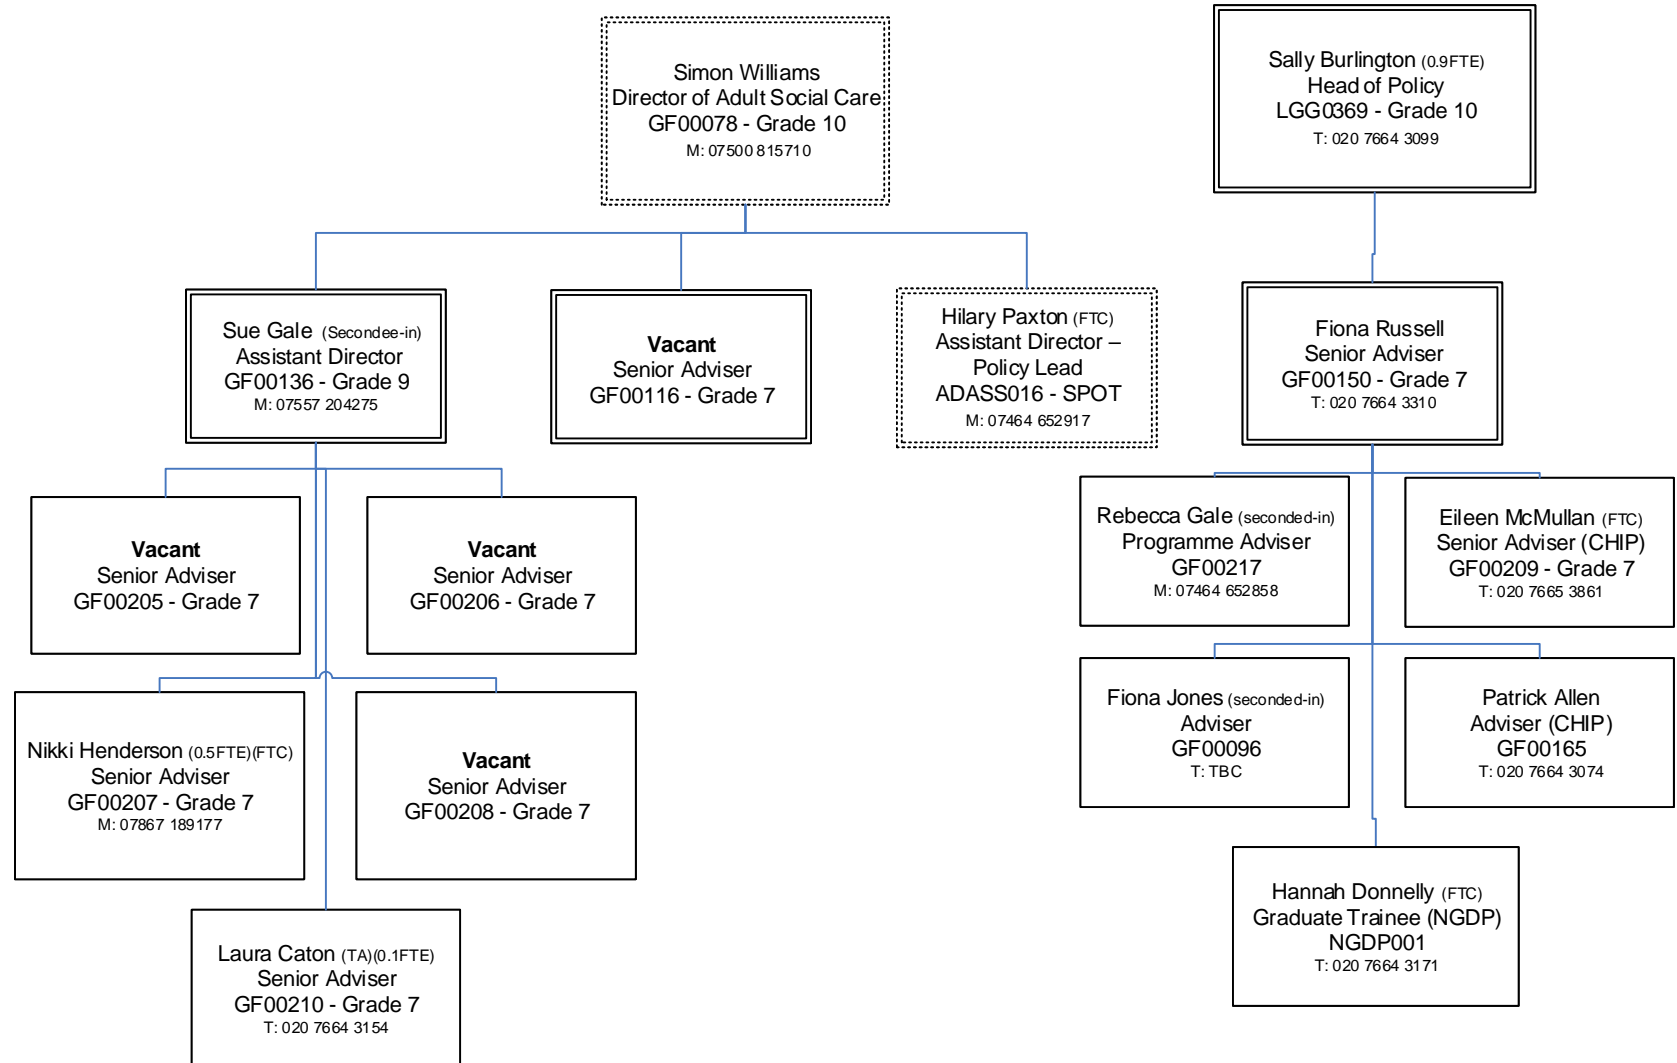 Simon Williams
Director of Adult Social Care
GF00078 - Grade 10
M: 07500 815710
Sally Burlington (0.9FTE)
Head of Policy
LGG0369 - Grade 10
T: 020 7664 3099
Sue Gale (Secondee-in)
Assistant Director
GF00136 - Grade 9
M: 07557 204275
Vacant
Senior Adviser
GF00116 - Grade 7
Hilary Paxton (FTC)
Assistant Director –
Policy Lead
ADASS016 - SPOT
M: 07464 652917
Fiona Russell
Senior Adviser
GF00150 - Grade 7
T: 020 7664 3310
Vacant
Senior Adviser
GF00205 - Grade 7
Vacant
Senior Adviser
GF00206 - Grade 7
Rebecca Gale (seconded-in)
Programme Adviser
GF00217
M: 07464 652858
Eileen McMullan (FTC)
Senior Adviser (CHIP)
GF00209 - Grade 7
T: 020 7665 3861
Nikki Henderson (0.5FTE)(FTC)
Senior Adviser
GF00207 - Grade 7
M: 07867 189177
Vacant
Senior Adviser
GF00208 - Grade 7
Fiona Jones (seconded-in)
Adviser
GF00096
T: TBC
Patrick Allen
Adviser (CHIP)
GF00165
T: 020 7664 3074
Laura Caton (TA)(0.1FTE)
Senior Adviser
GF00210 - Grade 7
T: 020 7664 3154
Hannah Donnelly (FTC)
Graduate Trainee (NGDP)
NGDP001
T: 020 7664 3171